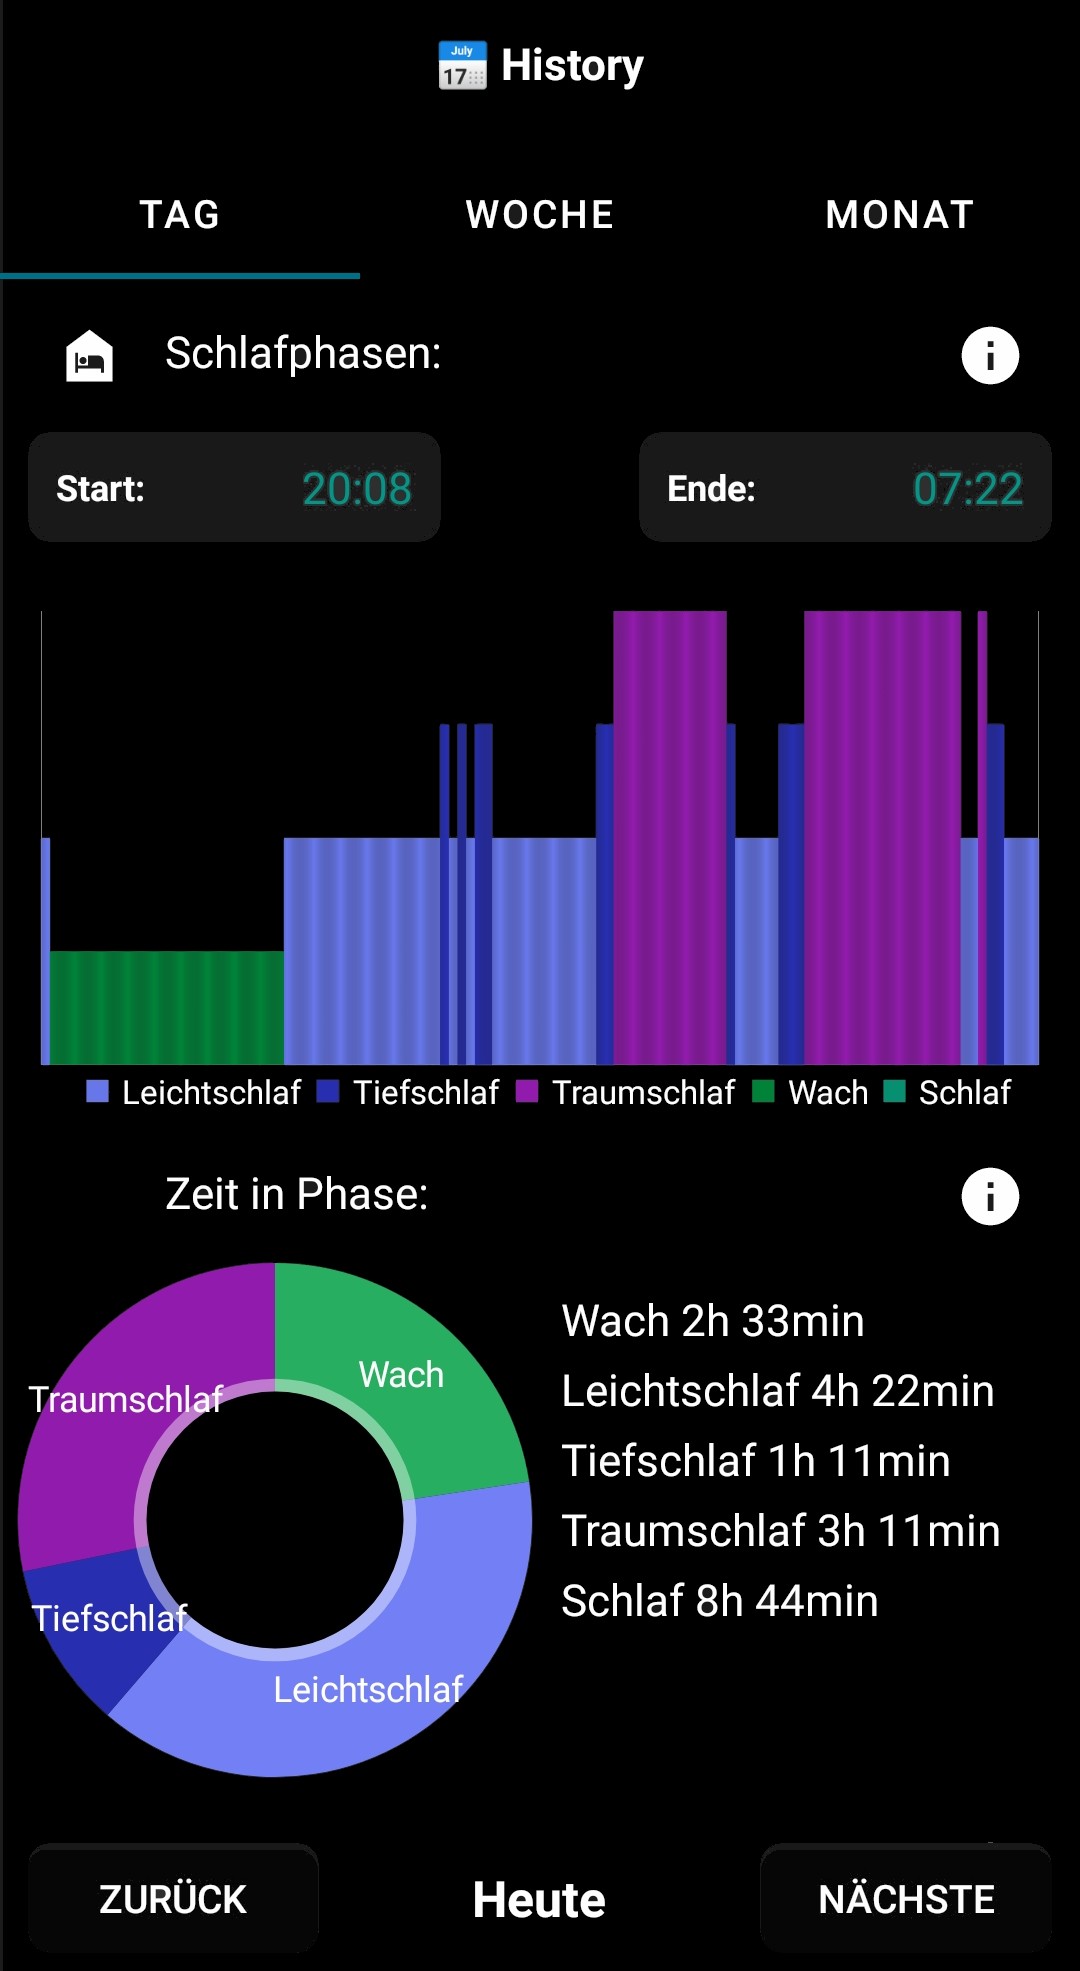 July
17 History
TAG WOCHE MONAT
Schlafphasen:
Start: 20:08 Ende: 07:22
Leichtschlaf Tiefschlaf Traumschlaf Wach Schlaf
Zeit in Phase:
Wach
Traumschlaf
Tiefschlaf
Leichtschlaf
Wach 2h 33min
Leichtschlaf 4h 22min
Tiefschlaf 1h 11min
Traumschlaf 3h 11min
Schlaf 8h 44min
ZURÜCK Heute NÄCHSTE